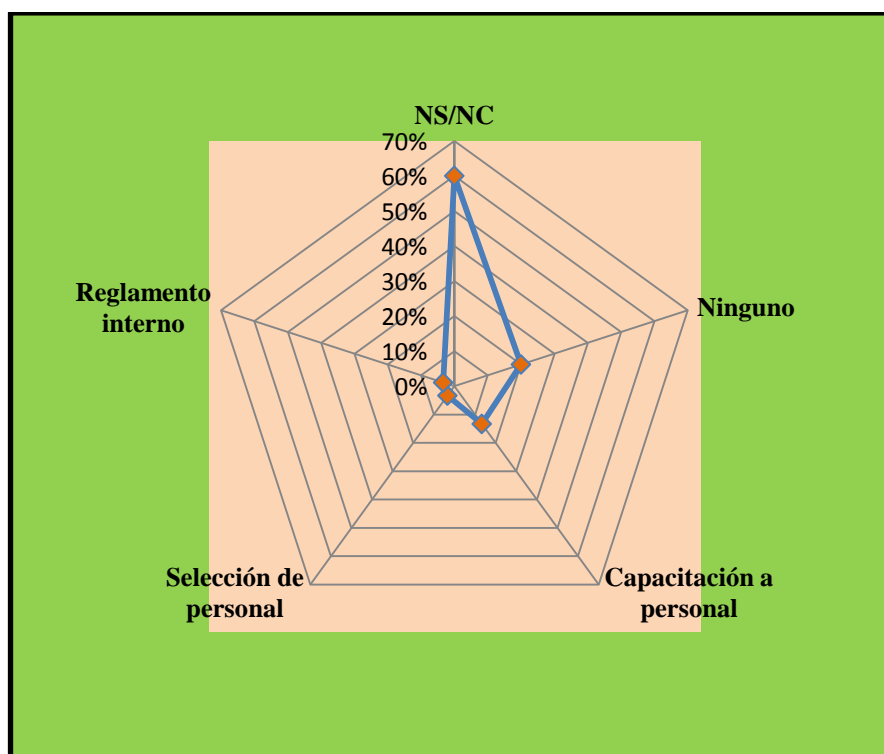 NS/NC
70%
60%
50%
40%
30%
20%
10%
0%
Ninguno
Capacitación a
personal
Selección de
personal
Reglamento
interno